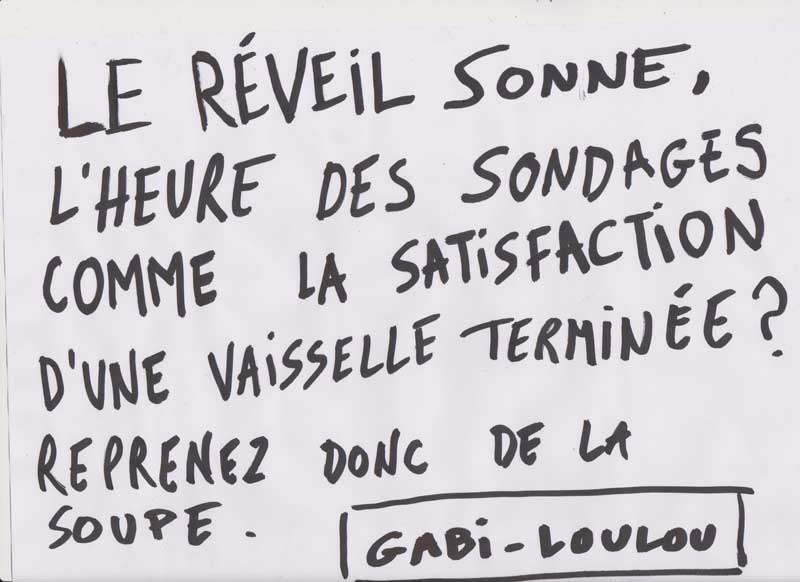 LE RÉVEIL SONNE,
L'HEURE DES SONDAGES
COMME LA SATISFACTION
D'UNE VAISSELLE TERMINÉE?
REPRENEZ DONC DE LA
SOUPE.
GABI-LOULOU